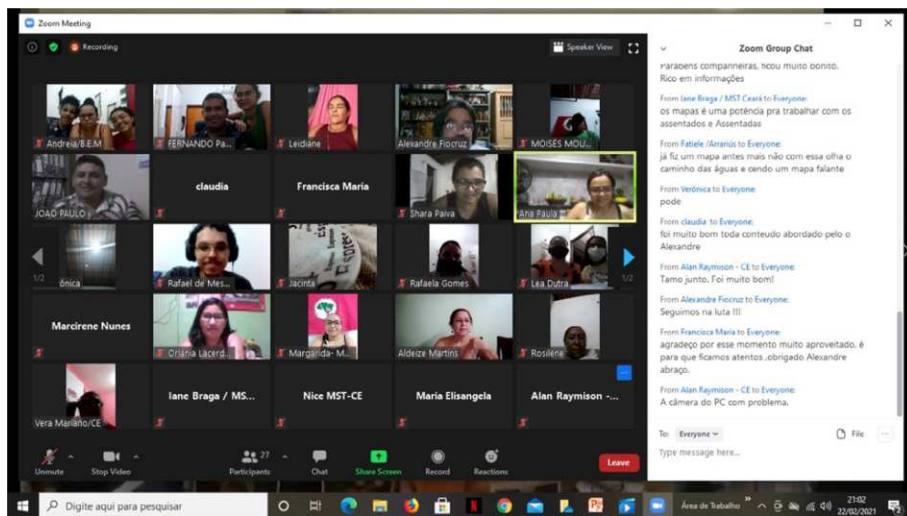 Zoom Meeting
Recording
Speaker View
Andreia/B.E.M
FERNANDO Pa...
Leidiane
Alexandre Fiocruz
MOISES MOU...
JOAO PAULO
claudia
Francisca Maria
Shara Paiva
Ana Paula
1/2
ônica
Rafael de Mes...
Jacinta
Rafaela Gomes
Lea Dutra
1/2
Marcirene Nunes
Orlânia Lacerd...
Margarida- M...
Aldeize Martins
Rosilene
Vera Mariano/CE
Iane Braga / MS...
Nice MST-CE
Maria Elisangela
Alan Raymison -...
Unmute
Stop Video
27
Participants
Chat
Share Screen
Record
Reactions
Leave
Zoom Group Chat
Parabéns companheiras, ficou muito bonito.
Rico em informações
From Iane Braga / MST Ceará to Everyone:
os mapas é uma potência pra trabalhar com os
assentados e Assentadas
From Fatiele /Arrariús to Everyone:
já fiz um mapa antes mais não com essa olha o
caminho das águas e cendo um mapa falante
From Verônica to Everyone:
pode
From claudia to Everyone:
foi muito bom toda conteudo abordado pelo o
Alexandre
From Alan Raymison - CE to Everyone:
Tamo junto. Foi muito bom!
From Alexandre Fiocruz to Everyone:
Seguimos na luta !!!
From Francisca Maria to Everyone:
agradeço por esse momento muito aproveitado, é
para que ficamos atentos ,obrigado Alexandre
abraço.
From Alan Raymison - CE to Everyone:
A câmera do PC com problema.
To: Everyone
File
Type message here...
Digite aqui para pesquisar
Área de Trabalho
21:02
22/02/2021